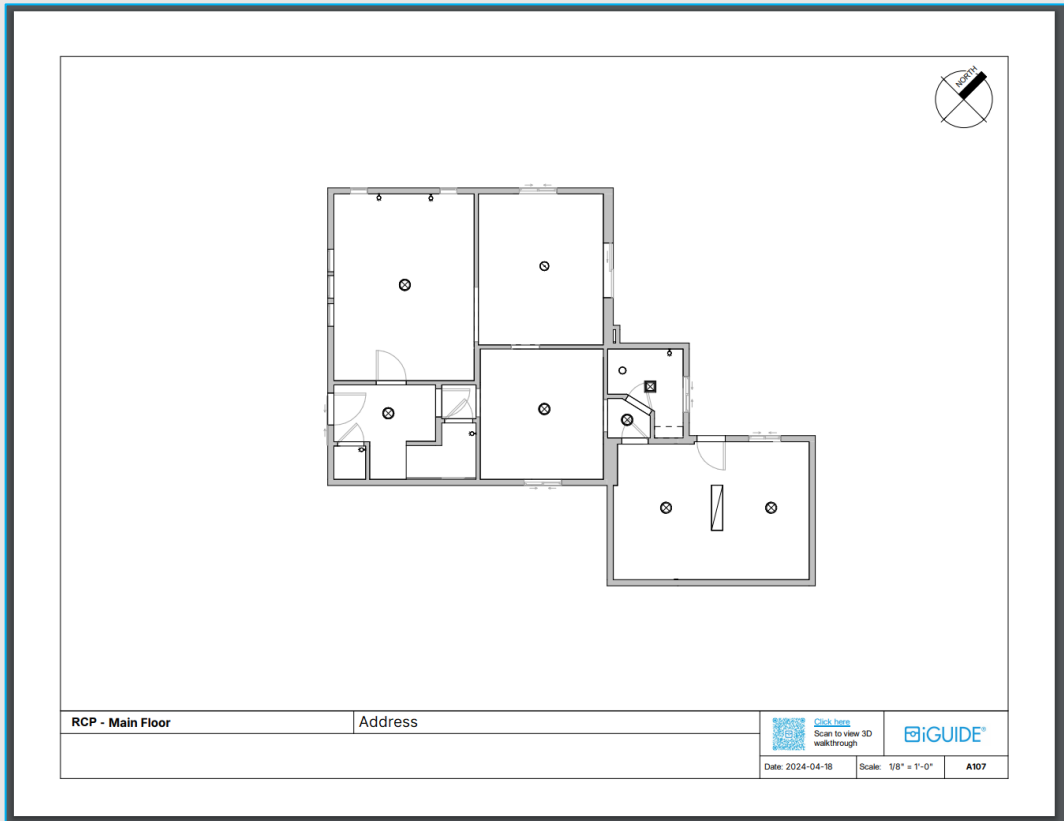 NORTH
RCP - Main Floor
Address
Click here
Scan to view 3D
walkthrough
iGUIDE®
Date: 2024-04-18
Scale: 1/8" = 1'-0"
A107